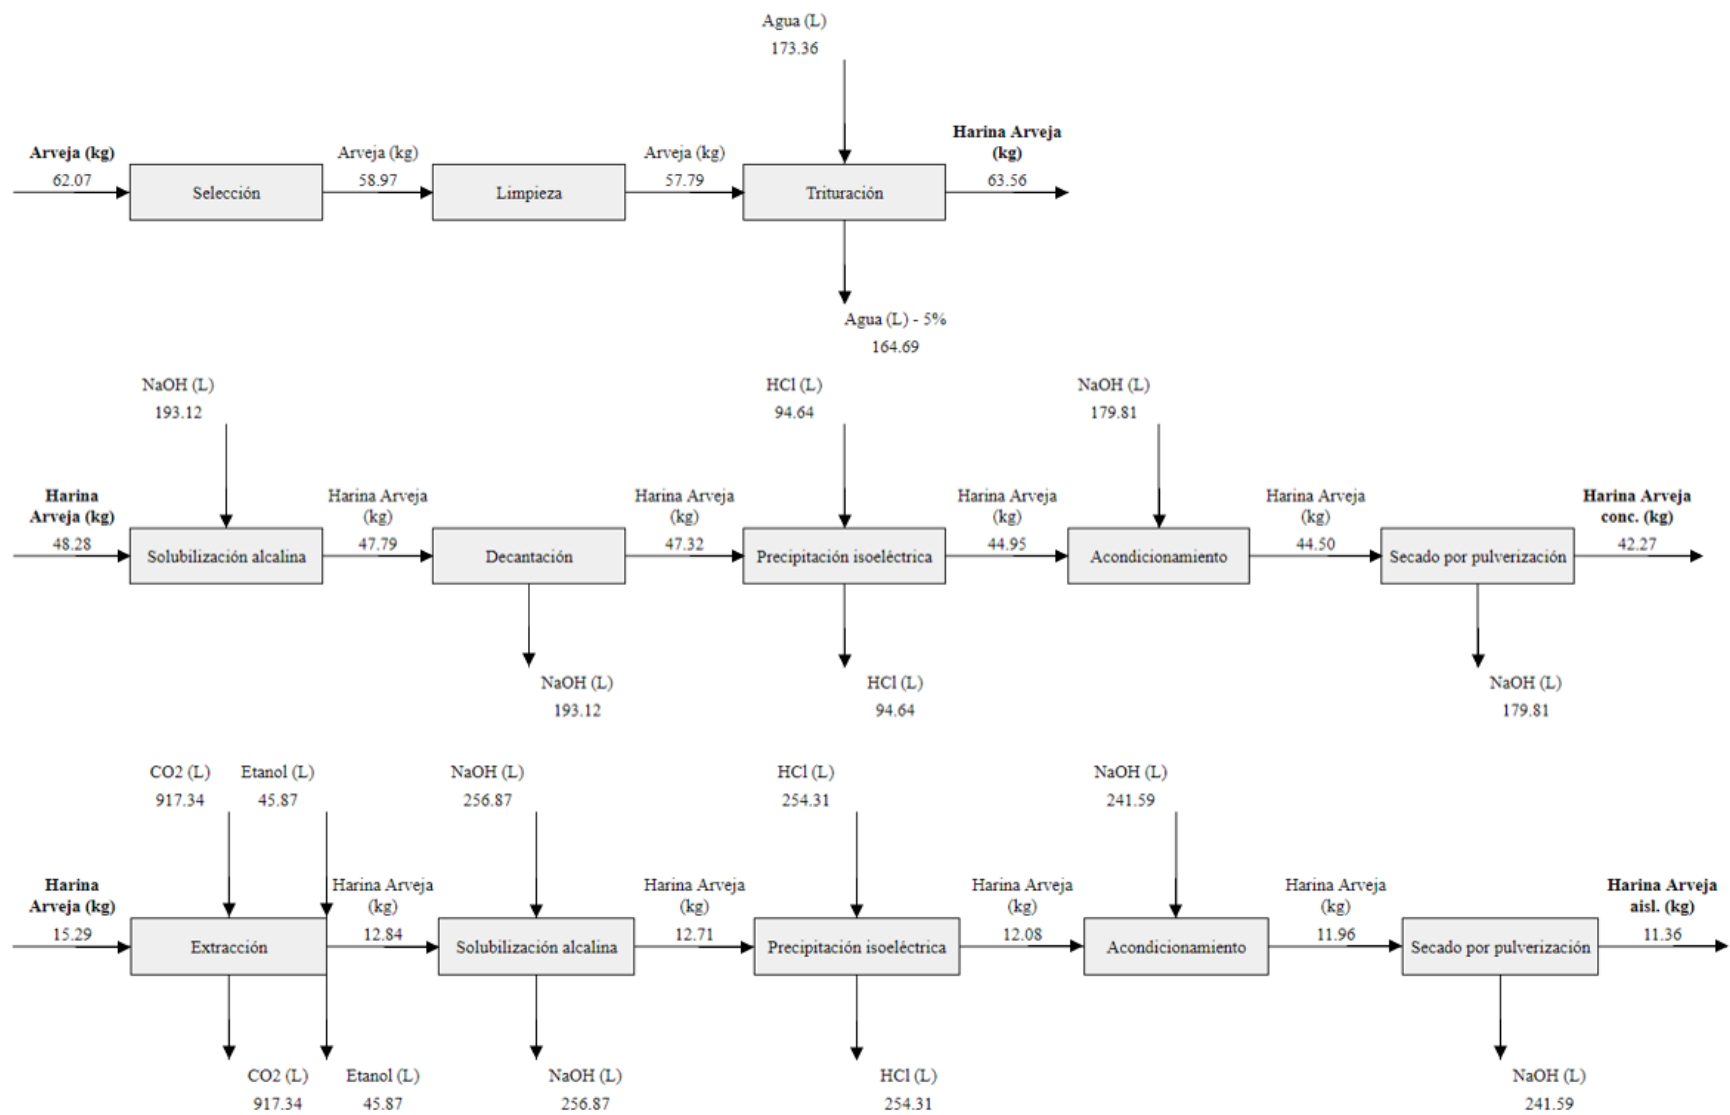 Agua (L)
173.36
Arveja (kg)
62.07
Selección
Arveja (kg)
58.97
Limpieza
Arveja (kg)
57.79
Trituración
Harina Arveja
(kg)
63.56
Agua (L) - 5%
164.69
NaOH (L)
193.12
HCl (L)
94.64
NaOH (L)
179.81
Harina
Arveja (kg)
48.28
Solubilización alcalina
Harina Arveja
(kg)
47.79
Decantación
Harina Arveja
(kg)
47.32
Precipitación isoeléctrica
Harina Arveja
(kg)
44.95
Acondicionamiento
Harina Arveja
(kg)
44.50
Secado por pulverización
Harina Arveja
conc. (kg)
42.27
NaOH (L)
193.12
HCl (L)
94.64
NaOH (L)
179.81
CO2 (L)
917.34
Etanol (L)
45.87
NaOH (L)
256.87
HCl (L)
254.31
NaOH (L)
241.59
Harina
Arveja (kg)
15.29
Extracción
Harina Arveja
(kg)
12.84
Solubilización alcalina
Harina Arveja
(kg)
12.71
Precipitación isoeléctrica
Harina Arveja
(kg)
12.08
Acondicionamiento
Harina Arveja
(kg)
11.96
Secado por pulverización
Harina Arveja
aisl. (kg)
11.36
CO2 (L)
917.34
Etanol (L)
45.87
NaOH (L)
256.87
HCl (L)
254.31
NaOH (L)
241.59